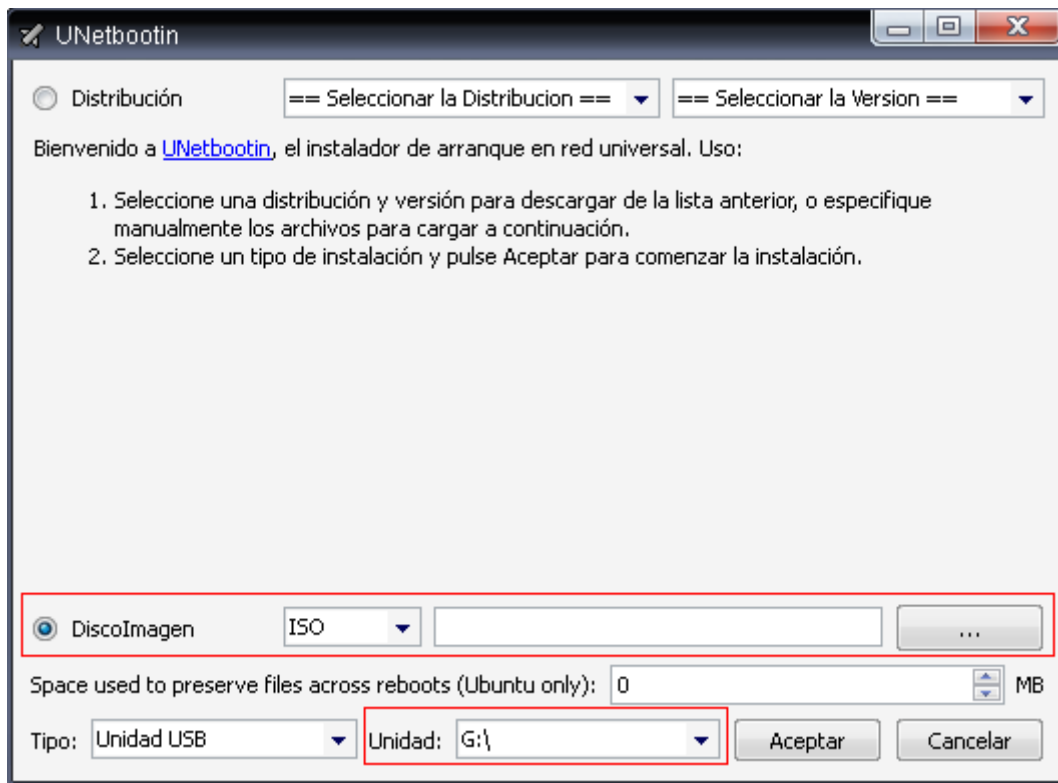 UNetbootin
Distribución == Seleccionar la Distribucion == == Seleccionar la Version ==
Bienvenido a UNetbootin, el instalador de arranque en red universal. Uso:
1. Seleccione una distribución y versión para descargar de la lista anterior, o especifique
manualmente los archivos para cargar a continuación.
2. Seleccione un tipo de instalación y pulse Aceptar para comenzar la instalación.
DiscoImagen ISO ...
Space used to preserve files across reboots (Ubuntu only): 0 MB
Tipo: Unidad USB Unidad: G:\ Aceptar Cancelar